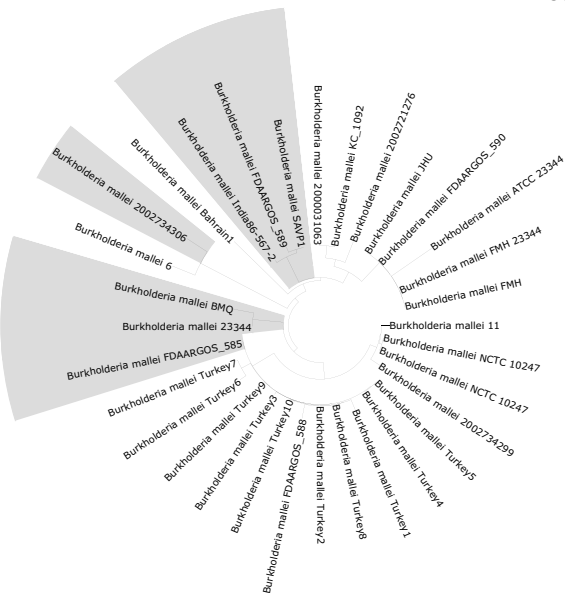 Burkholderia mallei 2000031063
Burkholderia mallei KC_1092
Burkholderia mallei 2002721276
Burkholderia mallei JHU
Burkholderia mallei FDAARGOS_590
Burkholderia mallei ATCC 23344
Burkholderia mallei FMH 23344
Burkholderia mallei FMH
Burkholderia mallei 11
Burkholderia mallei NCTC 10247
Burkholderia mallei NCTC 10247
Burkholderia mallei 2002734299
Burkholderia mallei Turkey5
Burkholderia mallei Turkey4
Burkholderia mallei Turkey1
Burkholderia mallei Turkey8
Burkholderia mallei Turkey2
Burkholderia mallei FDAARGOS_588
Burkholderia mallei Turkey10
Burkholderia mallei Turkey3
Burkholderia mallei Turkey9
Burkholderia mallei Turkey6
Burkholderia mallei Turkey7
Burkholderia mallei FDAARGOS_585
Burkholderia mallei 23344
Burkholderia mallei BMQ
Burkholderia mallei 6
Burkholderia mallei 2002734306
Burkholderia mallei Bahrain1
Burkholderia mallei India86-567-2
Burkholderia mallei FDAARGOS_589
Burkholderia mallei SAVP1